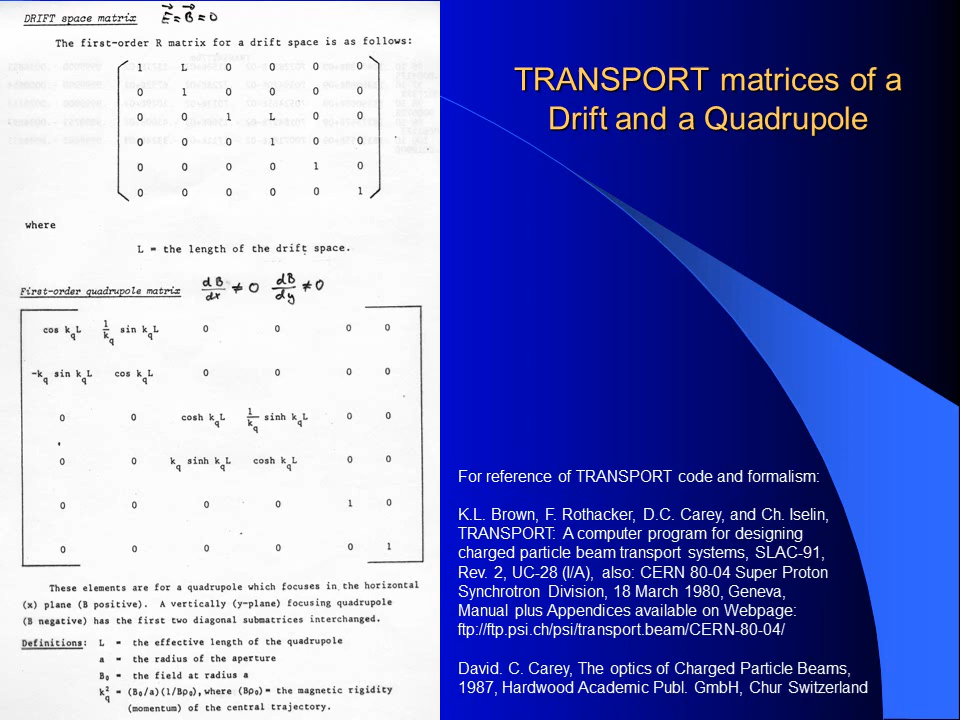 DRIFT space matrix E⃗ = B⃗ = 0
The first-order R matrix for a drift space is as follows:
1 L 0 0 0 0
0 1 0 0 0 0
0 0 1 L 0 0
0 0 0 1 0 0
0 0 0 0 1 0
0 0 0 0 0 1
where
L = the length of the drift space.
First-order quadrupole matrix dB/dx ≠ 0 dB/dy ≠ 0
cos k_qL 1/k_q sin k_qL 0 0 0 0
-k_q sin k_qL cos k_qL 0 0 0 0
0 0 cosh k_qL 1/k_q sinh k_qL 0 0
0 0 k_q sinh k_qL cosh k_qL 0 0
0 0 0 0 1 0
0 0 0 0 0 1
These elements are for a quadrupole which focuses in the horizontal
(x) plane (B positive). A vertically (y-plane) focusing quadrupole
(B negative) has the first two diagonal submatrices interchanged.
Definitions: L = the effective length of the quadrupole
a = the radius of the aperture
B₀ = the field at radius a
k_q² = (B₀/a)(1/Bρ₀), where (Bρ₀) = the magnetic rigidity
(momentum) of the central trajectory.
TRANSPORT matrices of a
Drift and a Quadrupole
For reference of TRANSPORT code and formalism:
K.L. Brown, F. Rothacker, D.C. Carey, and Ch. Iselin,
TRANSPORT: A computer program for designing
charged particle beam transport systems, SLAC-91,
Rev. 2, UC-28 (I/A), also: CERN 80-04 Super Proton
Synchrotron Division, 18 March 1980, Geneva,
Manual plus Appendices available on Webpage:
ftp://ftp.psi.ch/psi/transport.beam/CERN-80-04/
David. C. Carey, The optics of Charged Particle Beams,
1987, Hardwood Academic Publ. GmbH, Chur Switzerland